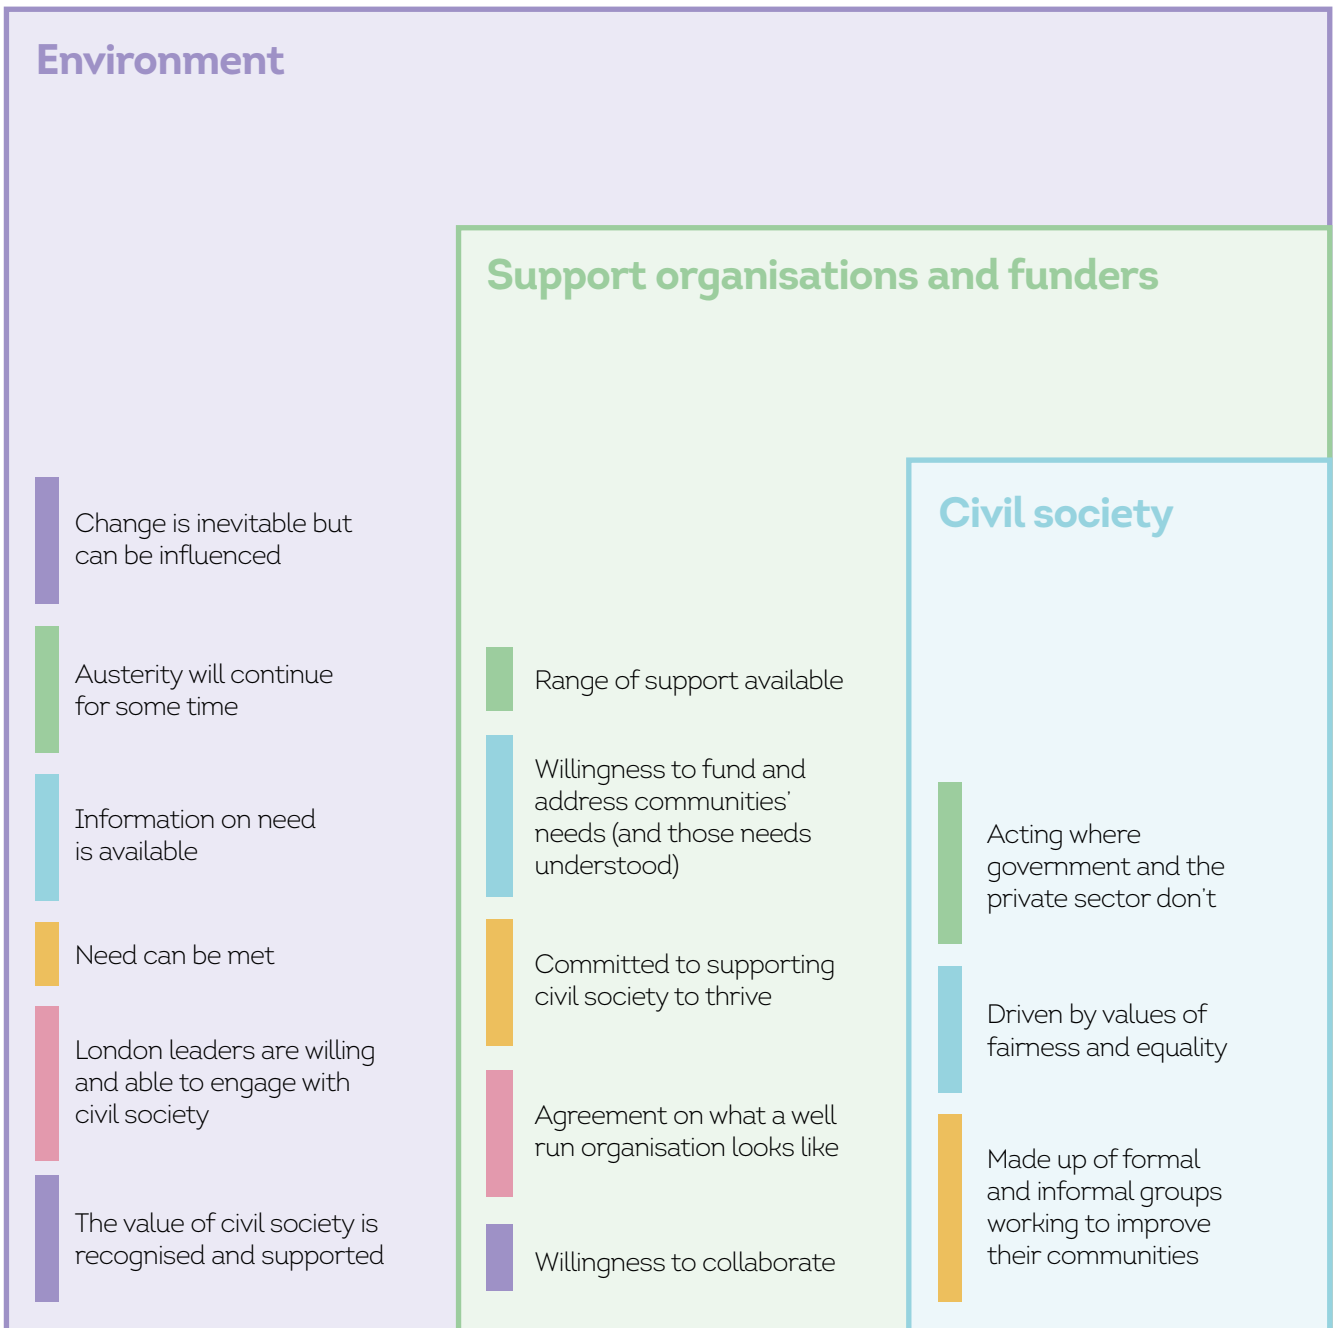 Environment
Change is inevitable but
can be influenced
Austerity will continue
for some time
Information on need
is available
Need can be met
London leaders are willing
and able to engage with
civil society
The value of civil society is
recognised and supported
Support organisations and funders
Range of support available
Willingness to fund and
address communities'
needs (and those needs
understood)
Committed to supporting
civil society to thrive
Agreement on what a well
run organisation looks like
Willingness to collaborate
Civil society
Acting where
government and the
private sector don't
Driven by values of
fairness and equality
Made up of formal
and informal groups
working to improve
their communities